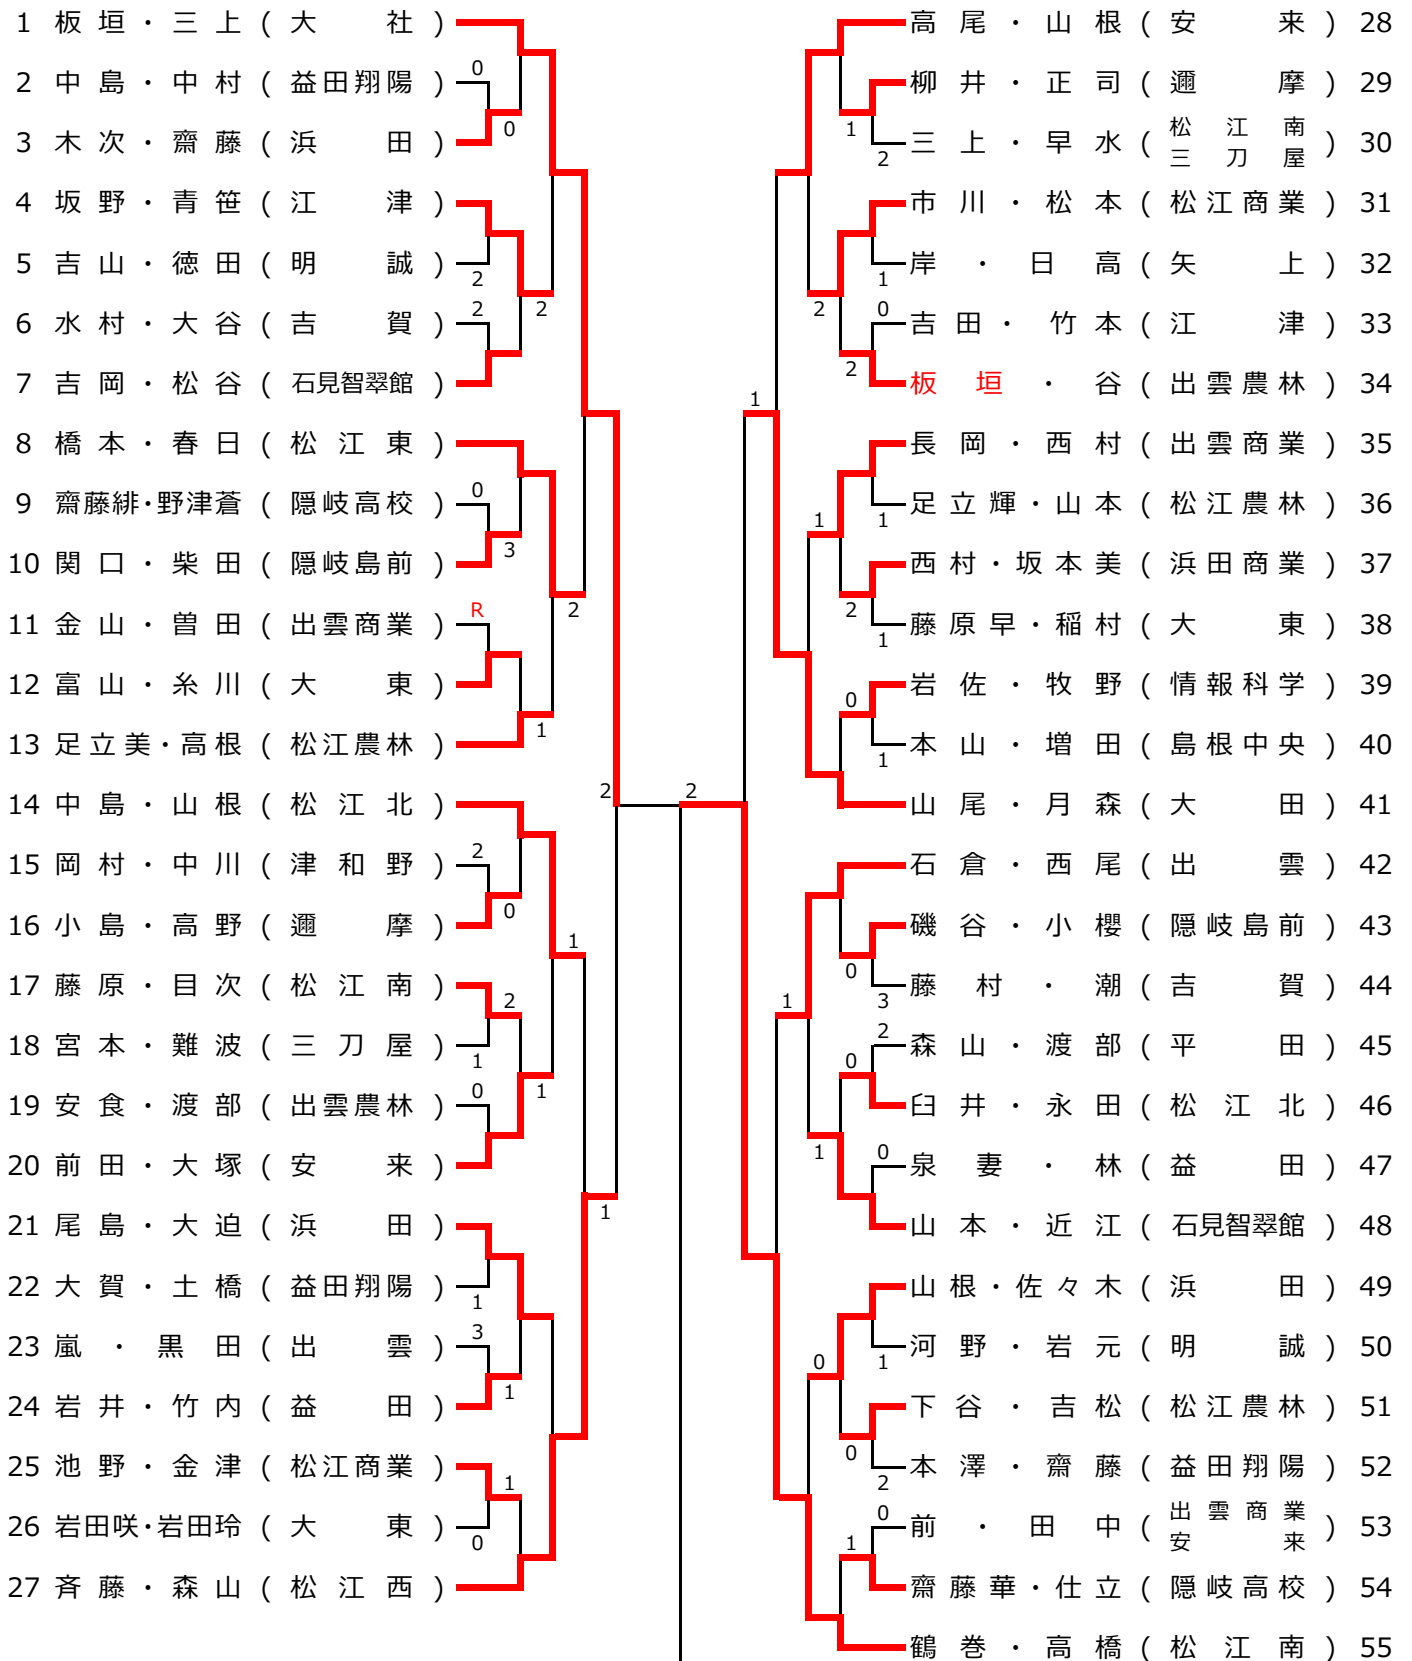 1 板垣・三上 ( 大社 )
2 中島・中村 ( 益田翔陽 ) 0
0
3 木次・齋藤 ( 浜田 )
4 坂野・青笹 ( 江津 )
5 吉山・徳田 ( 明誠 ) 2
2
6 水村・大谷 ( 吉賀 ) 2
7 吉岡・松谷 ( 石見智翠館 )
8 橋本・春日 ( 松江東 )
9 齋藤緋・野津蒼 ( 隠岐高校 ) 0
3
10 関口・柴田 ( 隠岐島前 )
2
11 金山・曽田 ( 出雲商業 ) R
12 富山・糸川 ( 大東 )
1
13 足立美・高根 ( 松江農林 )
2
14 中島・山根 ( 松江北 )
15 岡村・中川 ( 津和野 ) 2
0
16 小島・高野 ( 邇摩 )
1
17 藤原・目次 ( 松江南 )
2
18 宮本・難波 ( 三刀屋 ) 1
1
19 安食・渡部 ( 出雲農林 ) 0
20 前田・大塚 ( 安来 )
1
21 尾島・大迫 ( 浜田 )
22 大賀・土橋 ( 益田翔陽 ) 1
23 嵐・黒田 ( 出雲 ) 3
1
24 岩井・竹内 ( 益田 )
25 池野・金津 ( 松江商業 )
1
26 岩田咲・岩田玲 ( 大東 ) 0
27 斉藤・森山 ( 松江西 )
2
高尾・山根 ( 安来 ) 28
柳井・正司 ( 邇摩 ) 29
1
2 三上・早水 ( 松江南 三刀屋 ) 30
市川・松本 ( 松江商業 ) 31
1 岸・日高 ( 矢上 ) 32
2
0 吉田・竹本 ( 江津 ) 33
2
板垣・谷 ( 出雲農林 ) 34
1
長岡・西村 ( 出雲商業 ) 35
1 足立輝・山本 ( 松江農林 ) 36
1
西村・坂本美 ( 浜田商業 ) 37
2
1 藤原早・稲村 ( 大東 ) 38
岩佐・牧野 ( 情報科学 ) 39
0
1 本山・増田 ( 島根中央 ) 40
山尾・月森 ( 大田 ) 41
石倉・西尾 ( 出雲 ) 42
磯谷・小櫻 ( 隠岐島前 ) 43
0
3 藤村・潮 ( 吉賀 ) 44
1
2 森山・渡部 ( 平田 ) 45
0
臼井・永田 ( 松江北 ) 46
1
0 泉妻・林 ( 益田 ) 47
山本・近江 ( 石見智翠館 ) 48
山根・佐々木 ( 浜田 ) 49
1 河野・岩元 ( 明誠 ) 50
0
下谷・吉松 ( 松江農林 ) 51
0
2 本澤・齋藤 ( 益田翔陽 ) 52
0 前・田中 ( 出雲商業 安来 ) 53
1
齋藤華・仕立 ( 隠岐高校 ) 54
鶴巻・高橋 ( 松江南 ) 55